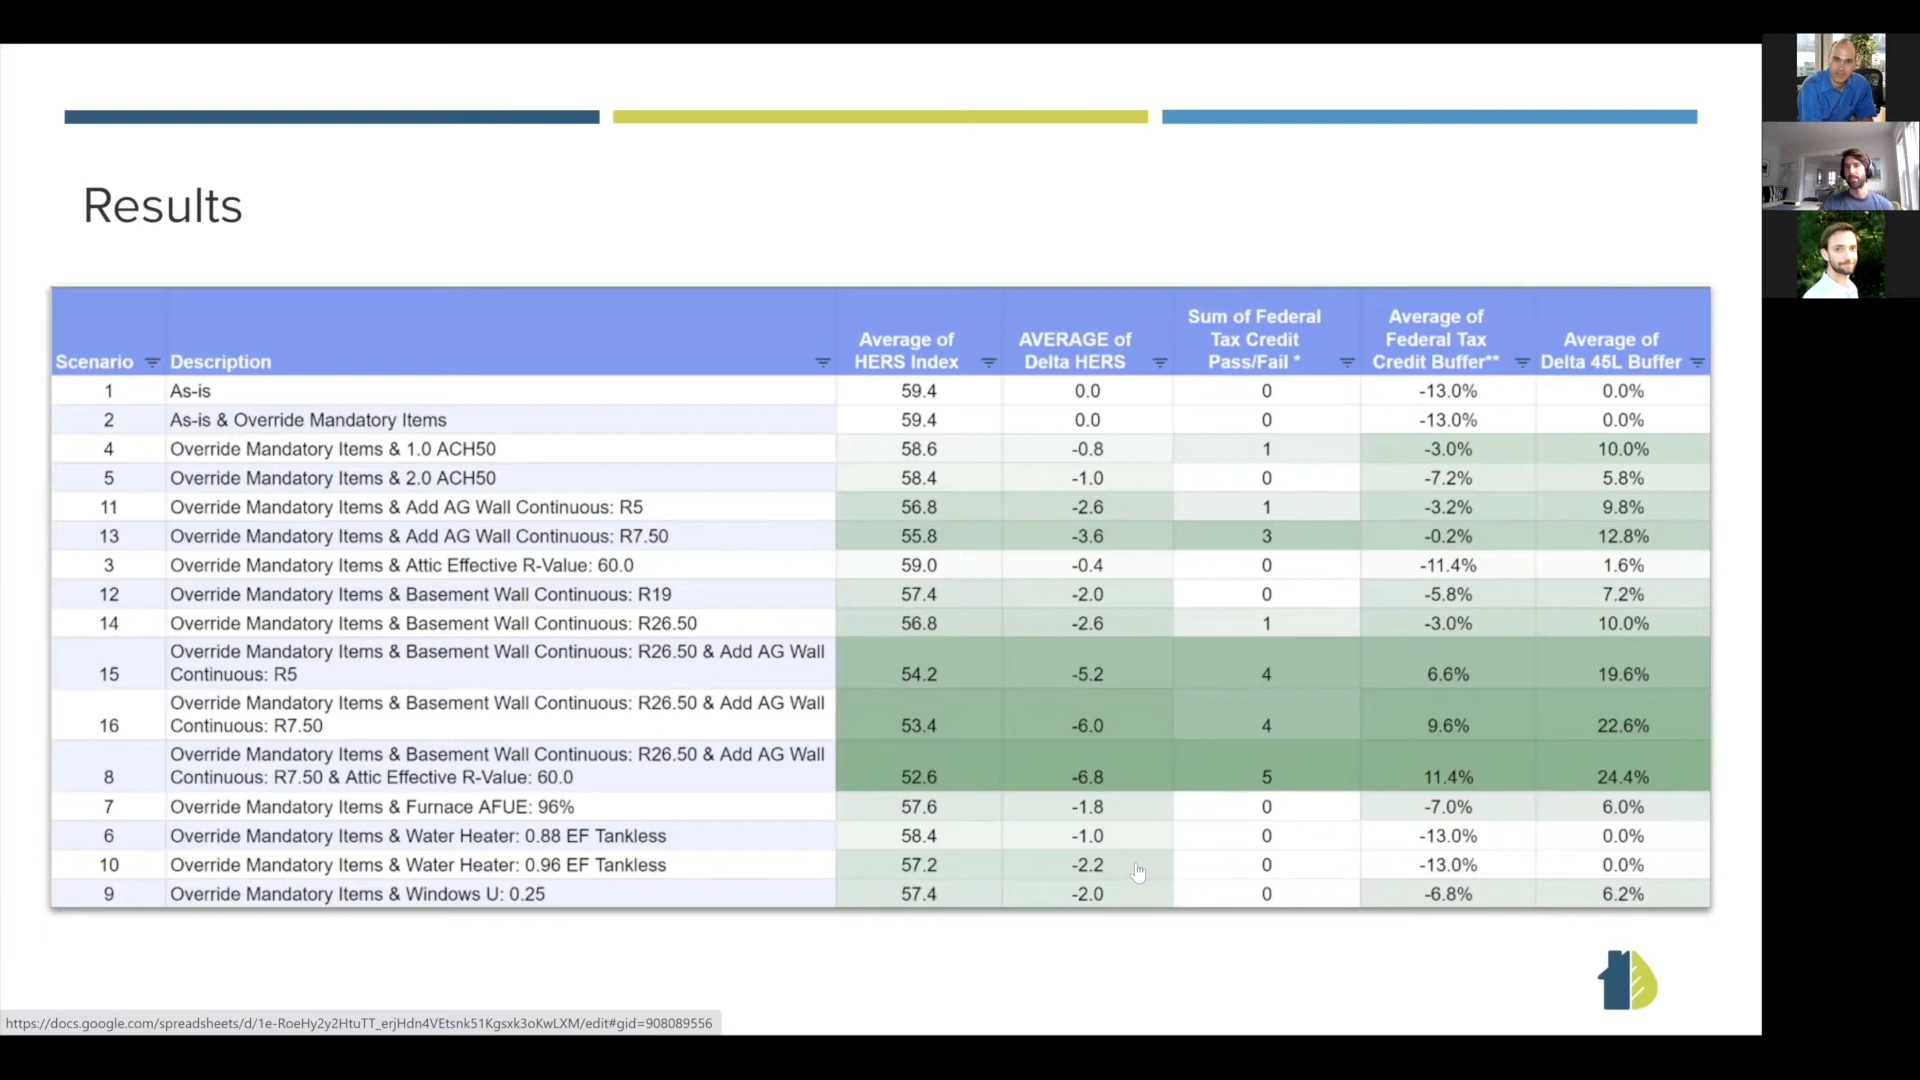 Results
Scenario Description Average of HERS Index AVERAGE of Delta HERS Sum of Federal Tax Credit Pass/Fail * Average of Federal Tax Credit Buffer** Average of Delta 45L Buffer
1 As-is 59.4 0.0 0 -13.0% 0.0%
2 As-is & Override Mandatory Items 59.4 0.0 0 -13.0% 0.0%
4 Override Mandatory Items & 1.0 ACH50 58.6 -0.8 1 -3.0% 10.0%
5 Override Mandatory Items & 2.0 ACH50 58.4 -1.0 0 -7.2% 5.8%
11 Override Mandatory Items & Add AG Wall Continuous: R5 56.8 -2.6 1 -3.2% 9.8%
13 Override Mandatory Items & Add AG Wall Continuous: R7.50 55.8 -3.6 3 -0.2% 12.8%
3 Override Mandatory Items & Attic Effective R-Value: 60.0 59.0 -0.4 0 -11.4% 1.6%
12 Override Mandatory Items & Basement Wall Continuous: R19 57.4 -2.0 0 -5.8% 7.2%
14 Override Mandatory Items & Basement Wall Continuous: R26.50 56.8 -2.6 1 -3.0% 10.0%
Override Mandatory Items & Basement Wall Continuous: R26.50 & Add AG Wall
15 Continuous: R5 54.2 -5.2 4 6.6% 19.6%
Override Mandatory Items & Basement Wall Continuous: R26.50 & Add AG Wall
16 Continuous: R7.50 53.4 -6.0 4 9.6% 22.6%
Override Mandatory Items & Basement Wall Continuous: R26.50 & Add AG Wall
8 Continuous: R7.50 & Attic Effective R-Value: 60.0 52.6 -6.8 5 11.4% 24.4%
7 Override Mandatory Items & Furnace AFUE: 96% 57.6 -1.8 0 -7.0% 6.0%
6 Override Mandatory Items & Water Heater: 0.88 EF Tankless 58.4 -1.0 0 -13.0% 0.0%
10 Override Mandatory Items & Water Heater: 0.96 EF Tankless 57.2 -2.2 0 -13.0% 0.0%
9 Override Mandatory Items & Windows U: 0.25 57.4 -2.0 0 -6.8% 6.2%
https://docs.google.com/spreadsheets/d/1e-RoeHy2y2HtuTT_erjHdn4VEtsnk51Kgsxk3oKwLXM/edit#gid=908089556